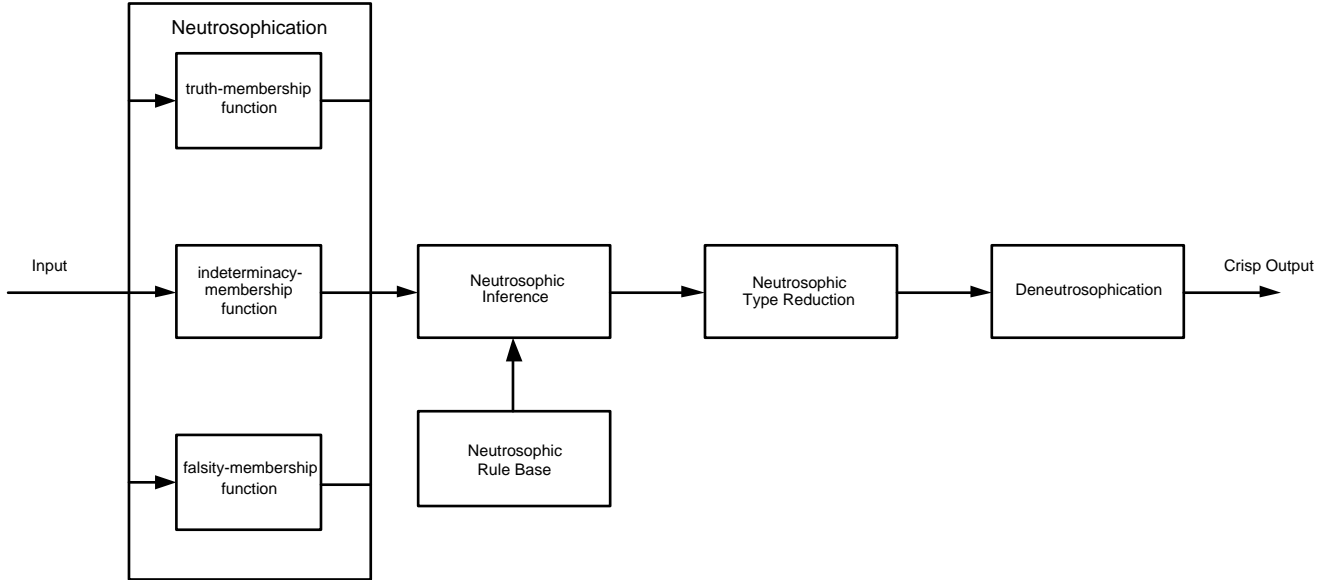 Neutrosophication
truth-membership
function
Input
indeterminacy-
membership
function
Neutrosophic
Inference
Neutrosophic
Type Reduction
Deneutrosophication
Crisp Output
falsity-membership
function
Neutrosophic
Rule Base